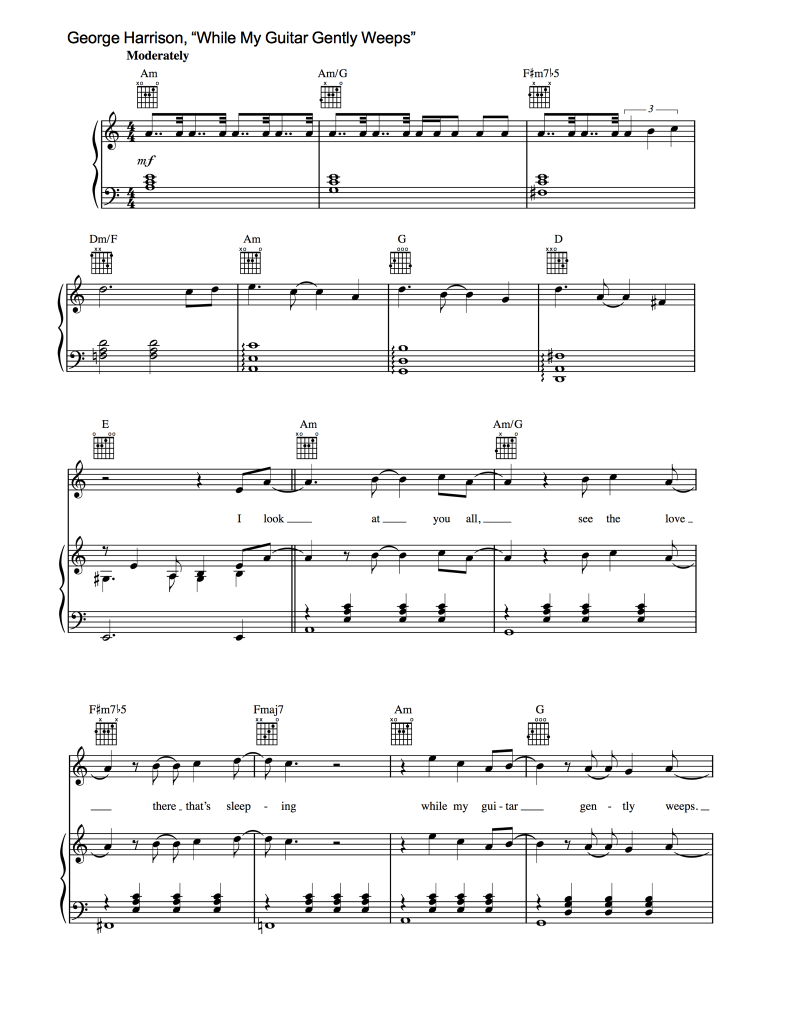 George Harrison, “While My Guitar Gently Weeps”
Moderately
Am Am/G F♯m7♭5
3
mf
Dm/F Am G D
E Am Am/G
I look at you all, see the love
F♯m7♭5 Fmaj7 Am G
there that’s sleep - ing while my gui - tar gen - tly weeps.